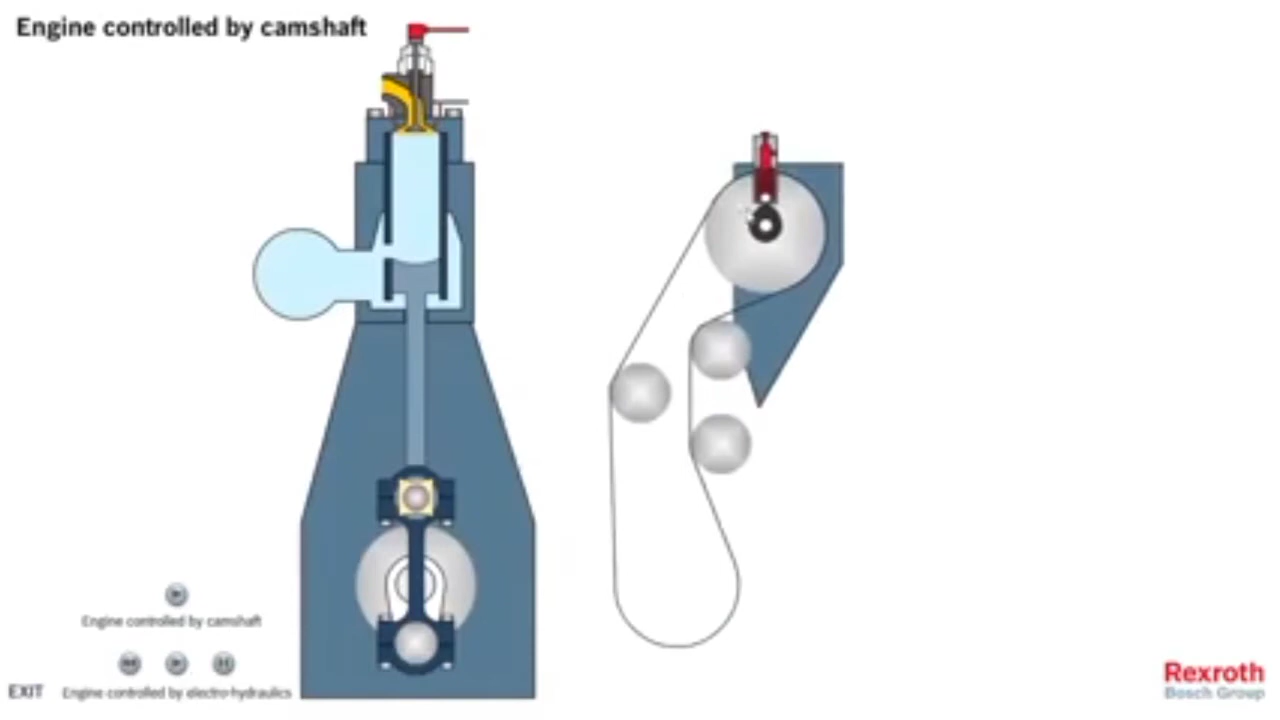 Engine controlled by camshaft
Engine controlled by camshaft
EXIT
Engine controlled by electro-hydraulics
Rexroth
Bosch Group